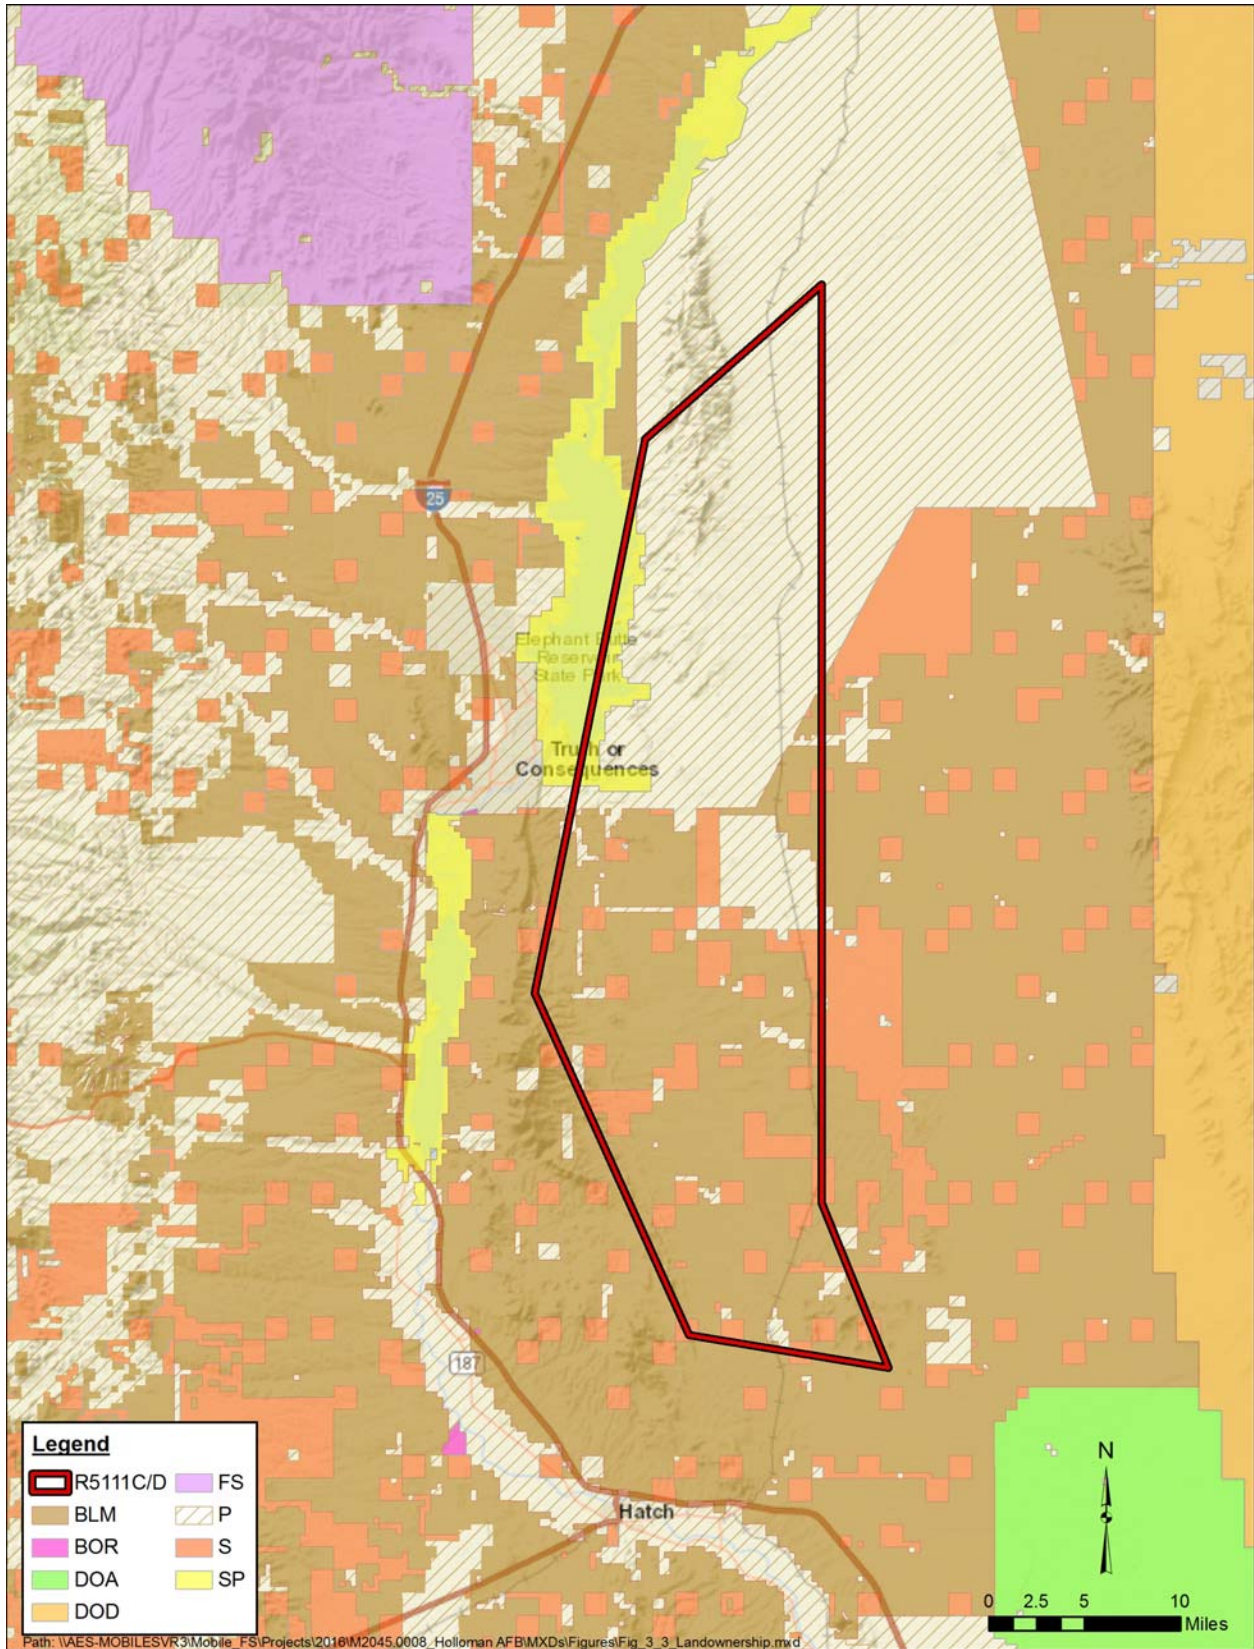 25
Elephant Butte
Reservoir
State Park
Truth or
Consequences
187
Hatch
Legend
R5111C/D
BLM
BOR
DOA
DOD
FS
P
S
SP
N
0 2.5 5 10
Miles
Path: \\AES-MOBILESVR3\Mobile_FS\Projects\2016\M2045.0008_Holloman AFB\MXDs\Figures\Fig_3_3_Landownership.mxd